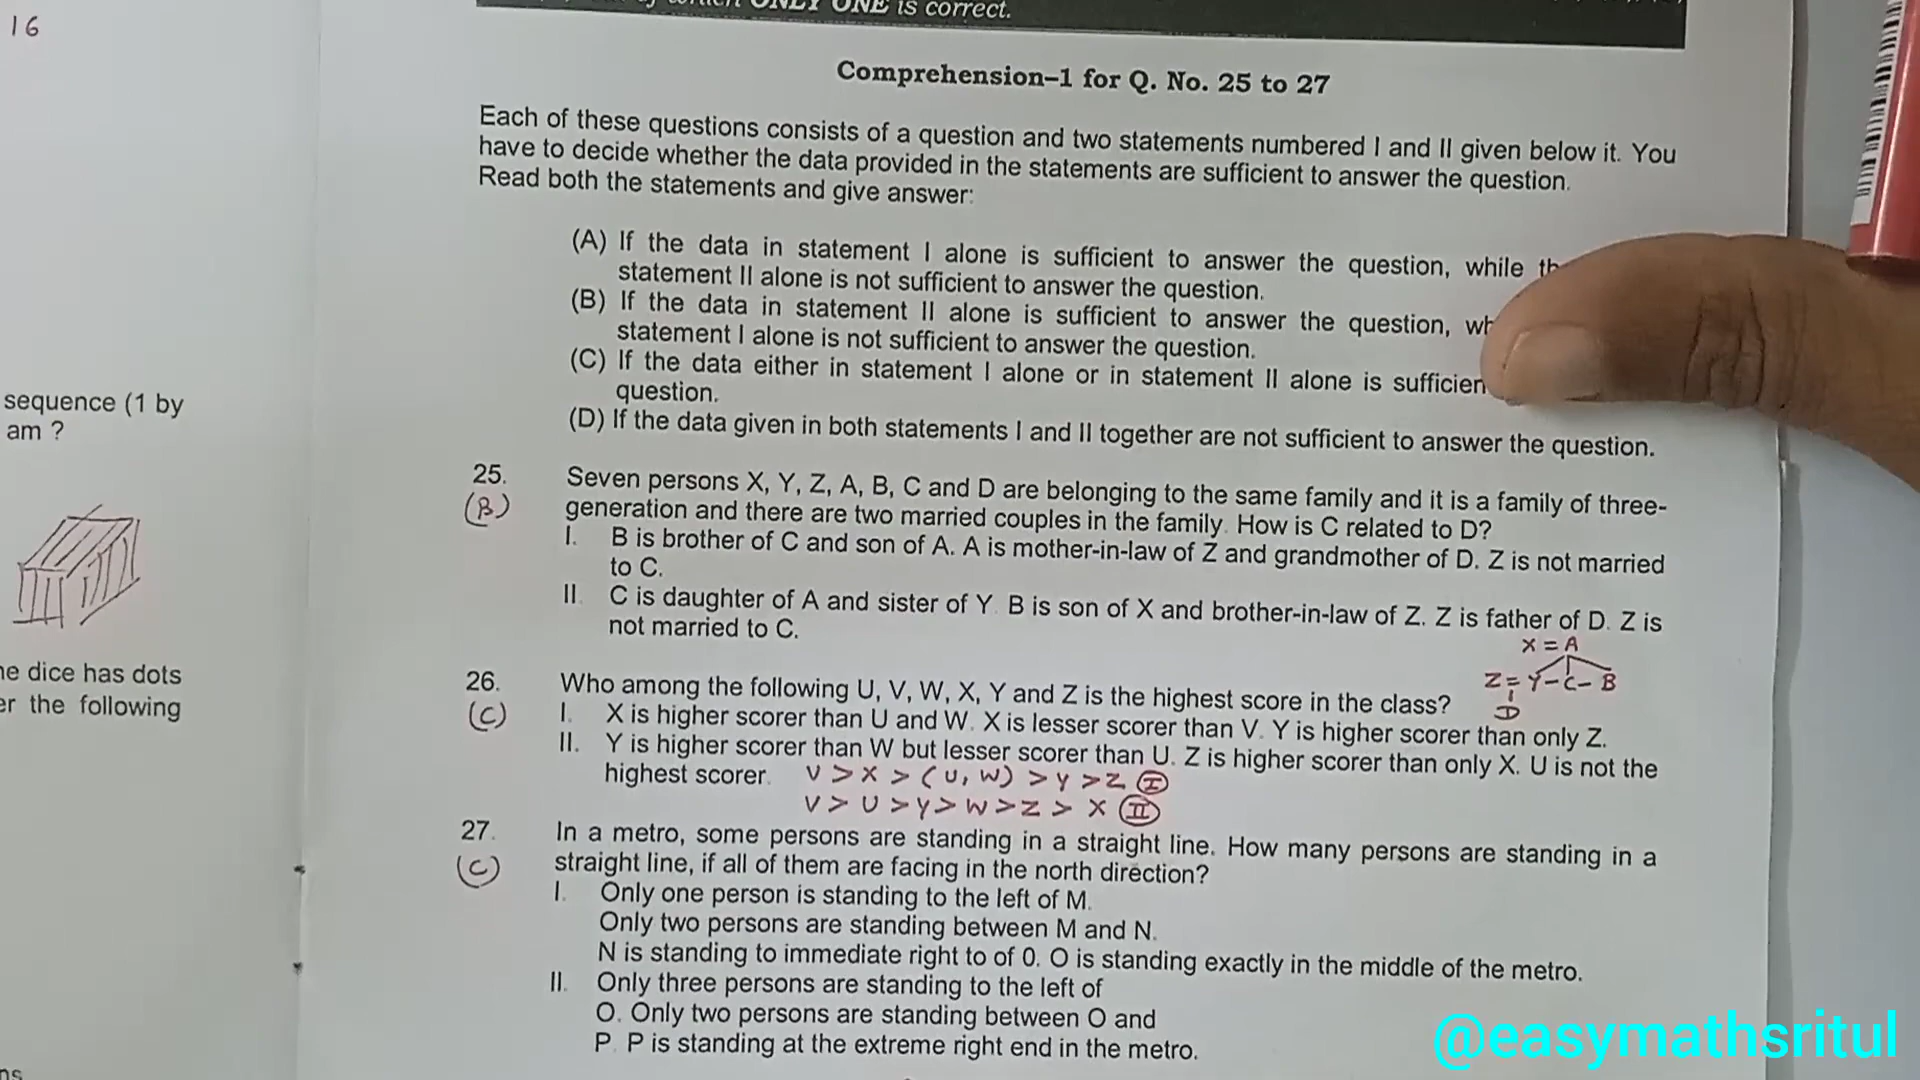 16
ONLY ONE is correct.
Comprehension–1 for Q. No. 25 to 27
Each of these questions consists of a question and two statements numbered I and II given below it. You
have to decide whether the data provided in the statements are sufficient to answer the question.
Read both the statements and give answer:
(A) If the data in statement I alone is sufficient to answer the question, while
statement II alone is not sufficient to answer the question.
(B) If the data in statement II alone is sufficient to answer the question,
statement I alone is not sufficient to answer the question.
(C) If the data either in statement I alone or in statement II alone is
question.
(D) If the data given in both statements I and II together are not sufficient to answer the question.
sequence (1 by
am ?
25. Seven persons X, Y, Z, A, B, C and D are belonging to the same family and it is a family of three-
(B) generation and there are two married couples in the family. How is C related to D?
I. B is brother of C and son of A. A is mother-in-law of Z and grandmother of D. Z is not married
to C.
II. C is daughter of A and sister of Y. B is son of X and brother-in-law of Z. Z is father of D. Z is
not married to C.
X = A
Z = Y – C – B
D
he dice has dots
er the following
26. Who among the following U, V, W, X, Y and Z is the highest score in the class?
(C) I. X is higher scorer than U and W. X is lesser scorer than V. Y is higher scorer than only Z.
II. Y is higher scorer than W but lesser scorer than U. Z is higher scorer than only X. U is not the
highest scorer.
V > X > (U, W) > Y > Z I
V > U > Y > W > Z > X II
27. In a metro, some persons are standing in a straight line. How many persons are standing in a
(C) straight line, if all of them are facing in the north direction?
I. Only one person is standing to the left of M.
Only two persons are standing between M and N.
N is standing to immediate right to of 0. O is standing exactly in the middle of the metro.
II. Only three persons are standing to the left of
O. Only two persons are standing between O and
P. P is standing at the extreme right end in the metro.
@easymathsritul